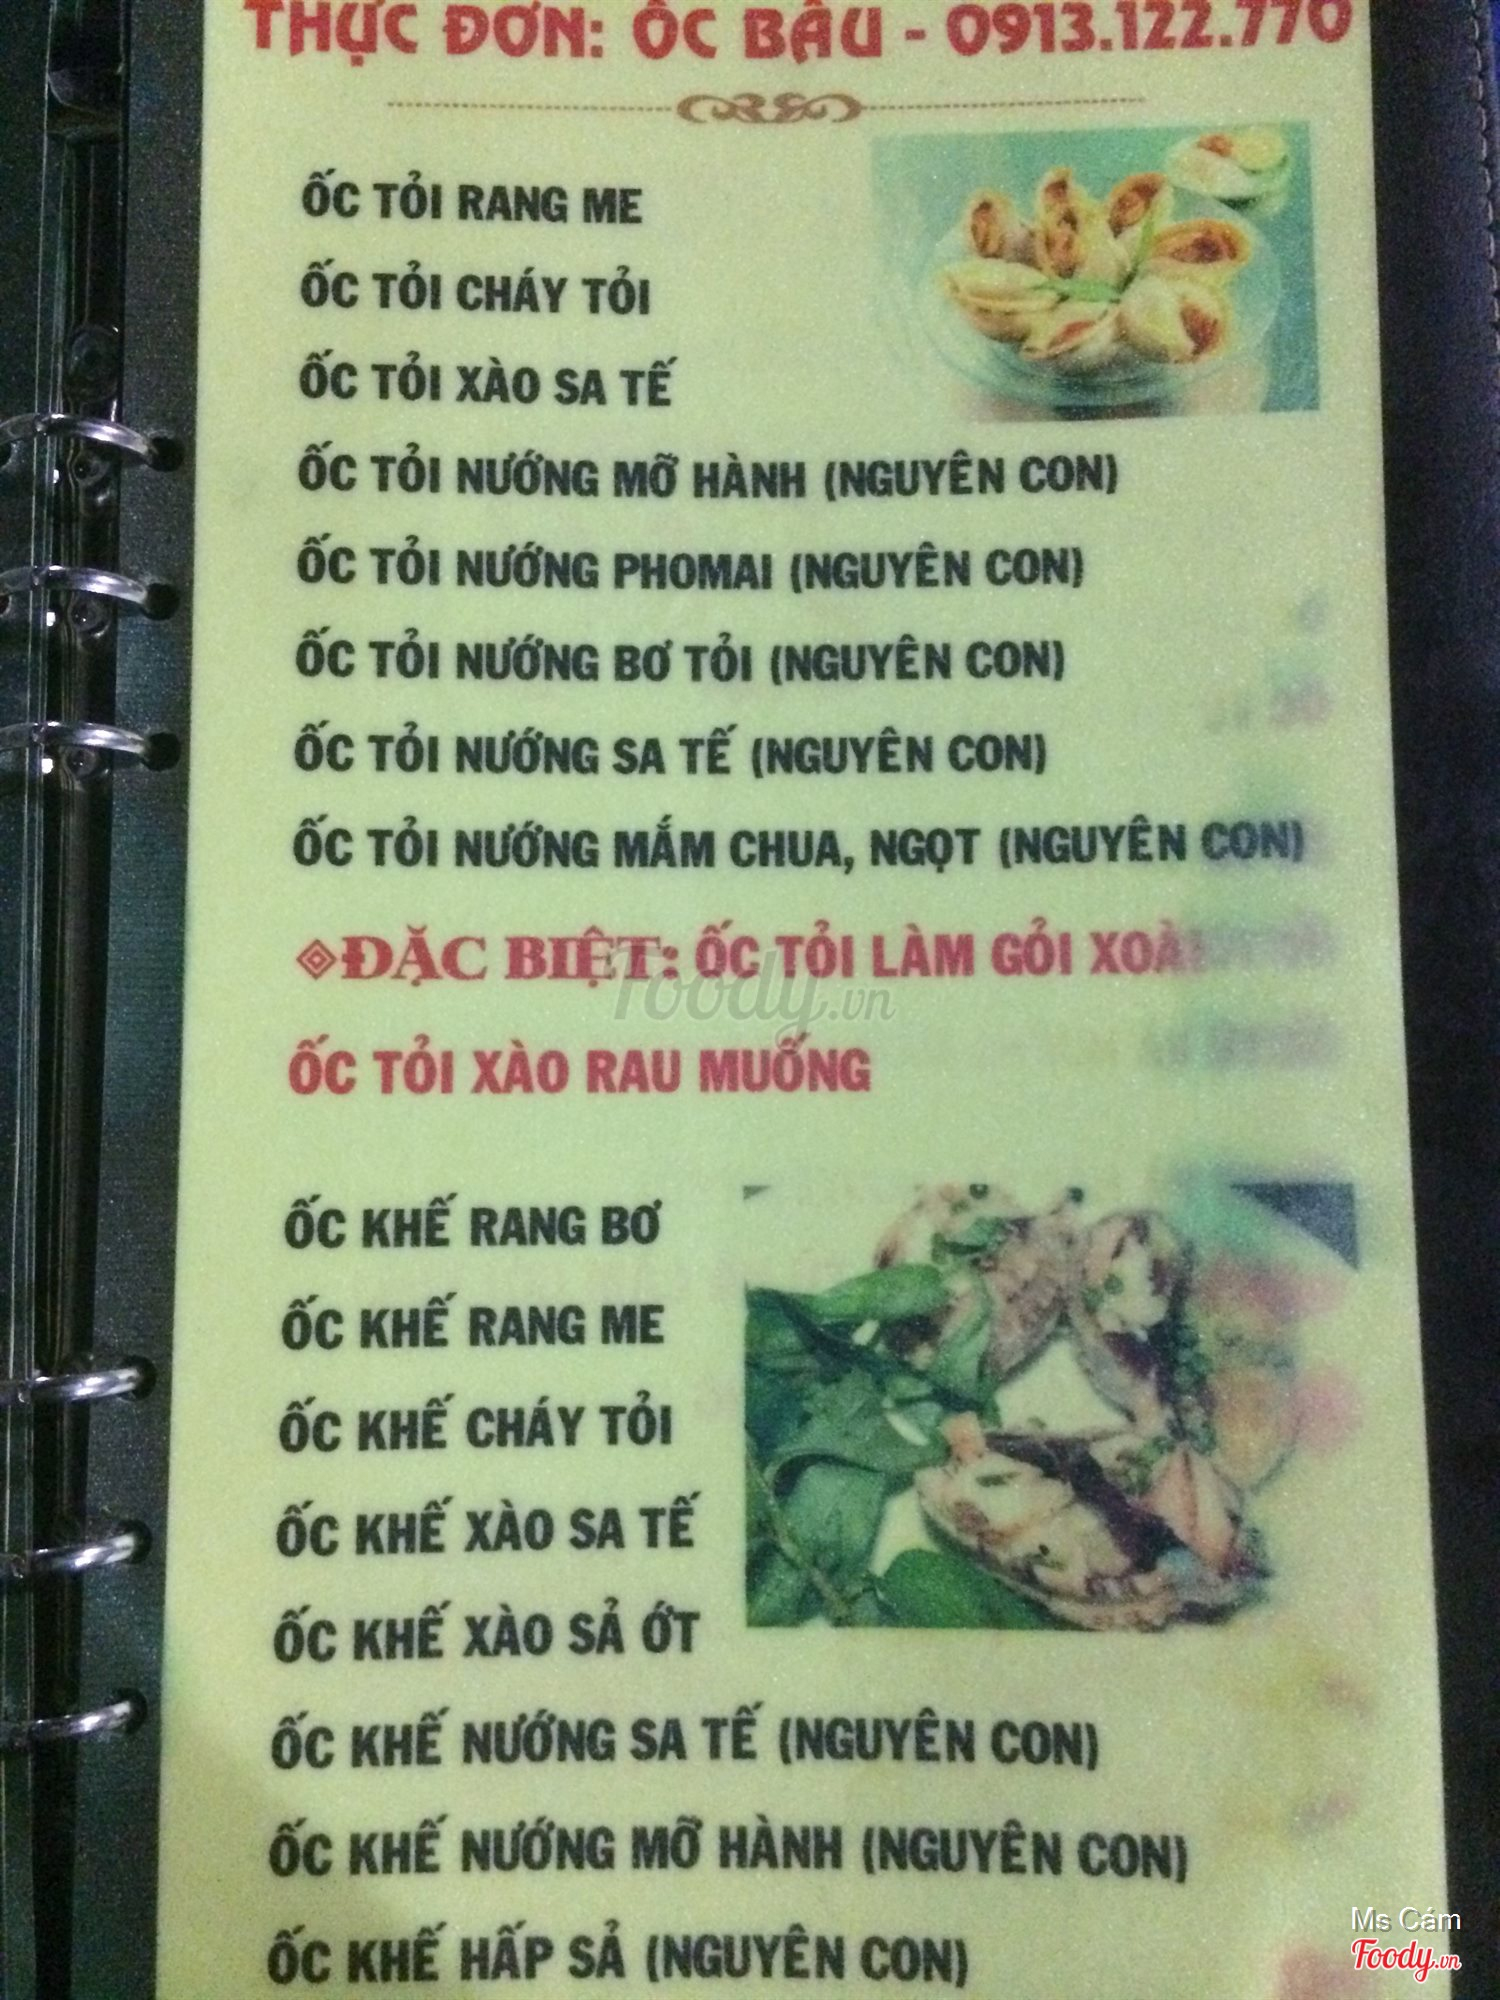 THỰC ĐƠN: ỐC BÂU - 0913.122.770
ỐC TỎI RANG ME
ỐC TỎI CHÁY TỎI
ỐC TỎI XÀO SA TẾ
ỐC TỎI NƯỚNG MỠ HÀNH (NGUYÊN CON)
ỐC TỎI NƯỚNG PHOMAI (NGUYÊN CON)
ỐC TỎI NƯỚNG BƠ TỎI (NGUYÊN CON)
ỐC TỎI NƯỚNG SA TẾ (NGUYÊN CON)
ỐC TỎI NƯỚNG MẮM CHUA, NGỌT (NGUYÊN CON)
ĐẶC BIỆT: ỐC TỎI LÀM GỎI
Foody.vn
ỐC TỎI XÀO RAU MUỐNG
ỐC KHẾ RANG BƠ
ỐC KHẾ RANG ME
ỐC KHẾ CHÁY TỎI
ỐC KHẾ XÀO SA TẾ
ỐC KHẾ XÀO SẢ ỚT
ỐC KHẾ NƯỚNG SA TẾ (NGUYÊN CON)
ỐC KHẾ NƯỚNG MỠ HÀNH (NGUYÊN CON)
ỐC KHẾ HẤP SẢ (NGUYÊN CON)
Ms Cám
Foody.vn